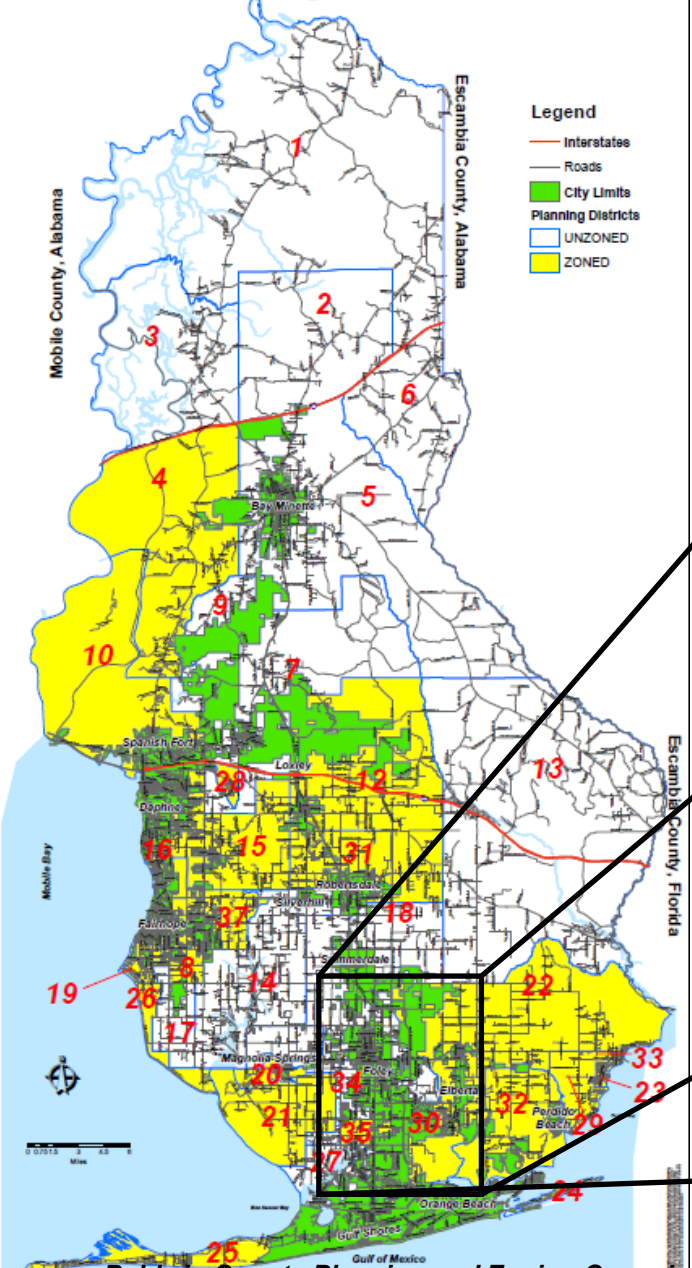 Legend
Interstates
Roads
City Limits
Planning Districts
UNZONED
ZONED
Escambia County, Alabama
Mobile County, Alabama
1
2
3
6
4
5
Bay Minette
9
10
7
Spanish Fort
Loxley
28
12
13
Escambia County, Florida
Daphne
Mobile Bay
16
15
31
Robertsdale
Silverhill
37
18
Fairhope
Summerdale
8
14
22
19
26
17
Magnolia Springs
20
34
Foley
33
Elberta
23
21
32
Perdido
Beach
35
30
29
27
24
Orange Beach
Miles
Gulf Shores
25
Gulf of Mexico